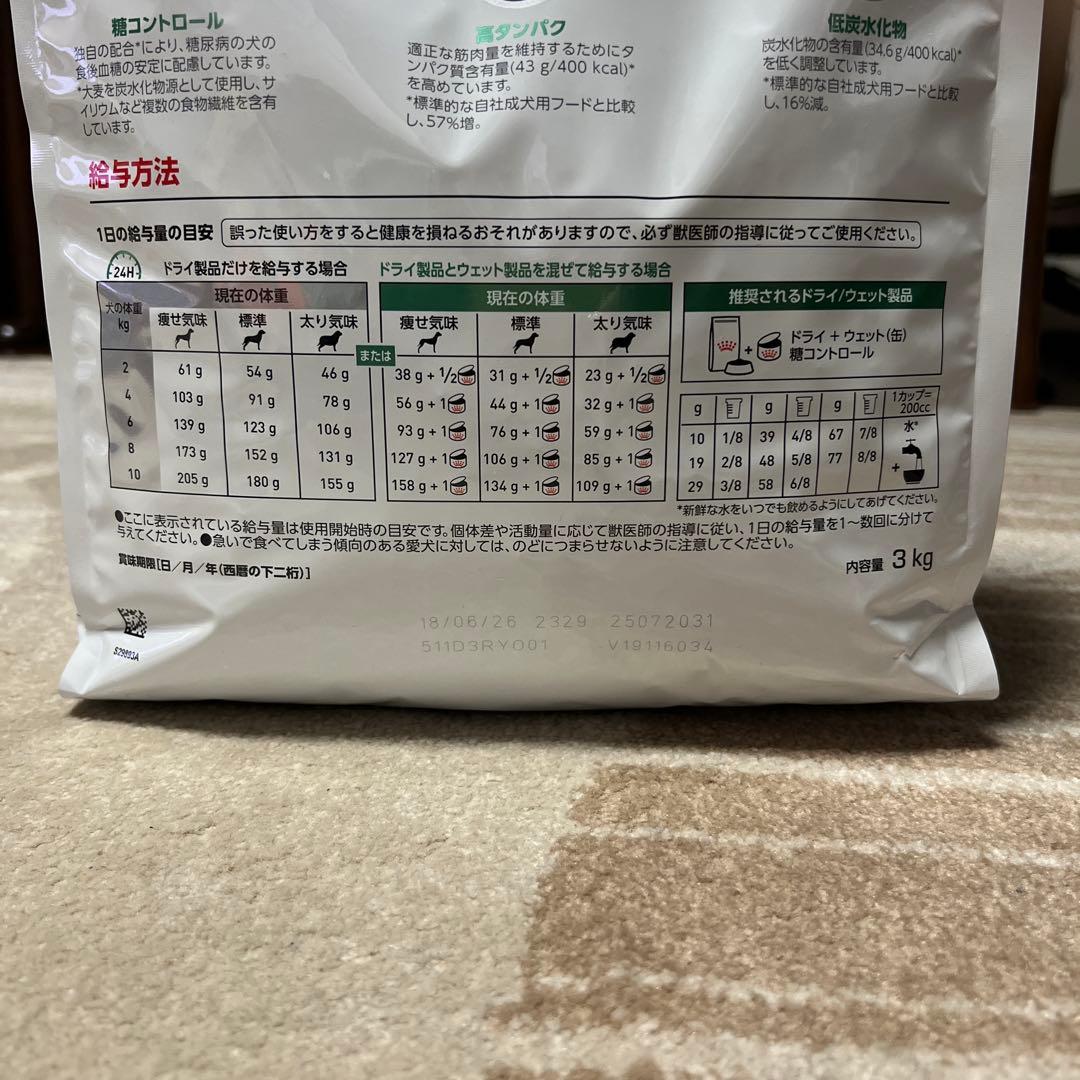 糖コントロール
独自の配合*により、糖尿病の犬の
食後血糖の安定に配慮しています。
*大麦を炭水化物源として使用し、サ
イリウムなど複数の食物繊維を含有
しています。
高タンパク
適正な筋肉量を維持するためにタ
ンパク質含有量(43 g/400 kcal)*
を高めています。
*標準的な自社成犬用フードと比較
し、57%増。
低炭水化物
炭水化物の含有量(34.6 g/400 kcal)*
を低く調整しています。
*標準的な自社成犬用フードと比較
し、16%減。
給与方法
1日の給与量の目安 誤った使い方をすると健康を損ねるおそれがありますので、必ず獣医師の指導に従ってご使用ください。
24H ドライ製品だけを給与する場合
犬の体重 kg 現在の体重
痩せ気味 標準 太り気味
2 61 g 54 g 46 g
4 103 g 91 g 78 g
6 139 g 123 g 106 g
8 173 g 152 g 131 g
10 205 g 180 g 155 g
または
ドライ製品とウェット製品を混ぜて給与する場合
現在の体重
痩せ気味 標準 太り気味
38 g + 1/2 31 g + 1/2 23 g + 1/2
56 g + 1 44 g + 1 32 g + 1
93 g + 1 76 g + 1 59 g + 1
127 g + 1 106 g + 1 85 g + 1
158 g + 1 134 g + 1 109 g + 1
推奨されるドライ/ウェット製品
ドライ + ウェット(缶)
糖コントロール
g g g 1カップ= 200cc
10 1/8 39 4/8 67 7/8 水*
19 2/8 48 5/8 77 8/8 +
29 3/8 58 6/8
*新鮮な水をいつでも飲めるようにしてあげてください。
●ここに表示されている給与量は使用開始時の目安です。個体差や活動量に応じて獣医師の指導に従い、1日の給与量を1〜数回に分けて
与えてください。●急いで食べてしまう傾向のある愛犬に対しては、のどにつまらせないように注意してください。
賞味期限[日/月/年(西暦の下二桁)]
内容量 3 kg
18/06/26 2329 25072031
511D3RYO01 V19116034
S29893A